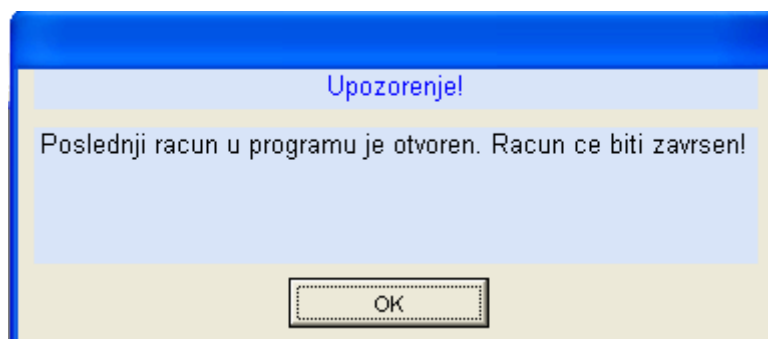 Upozorenje!
Poslednji racun u programu je otvoren. Racun ce biti zavrsen!
OK